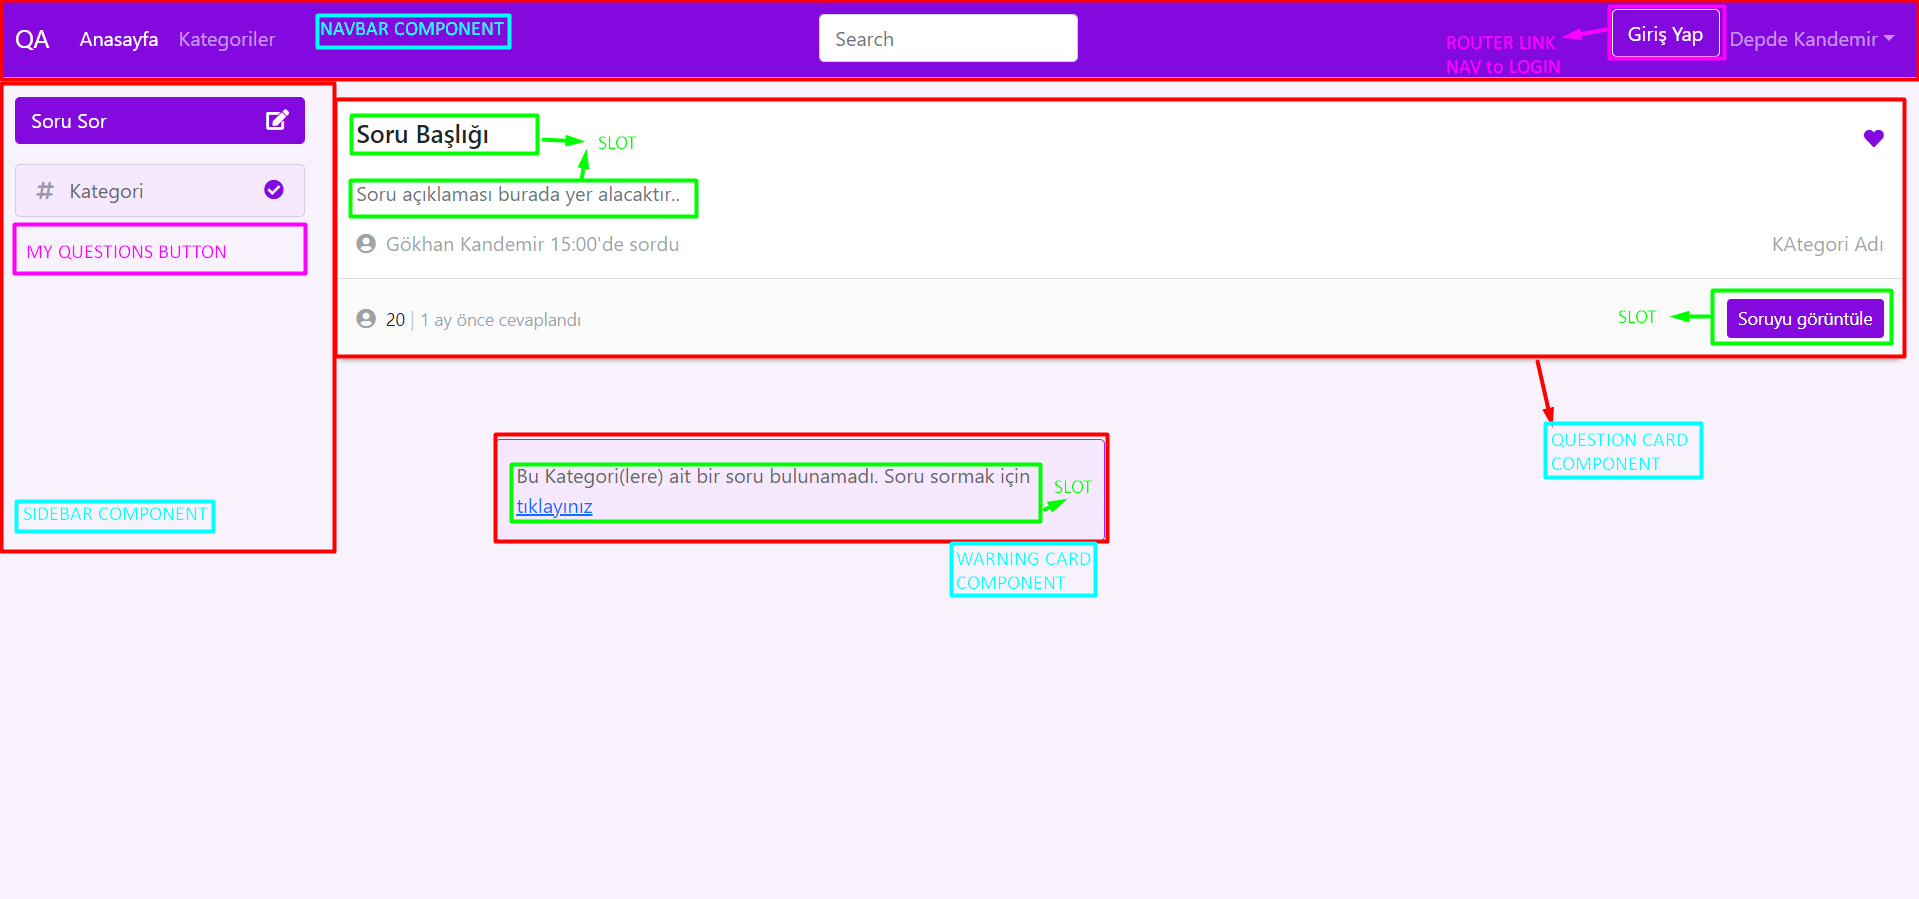 QA Anasayfa Kategoriler NAVBAR COMPONENT Search Giriş Yap Depde Kandemir
ROUTER LINK
NAV to LOGIN
Soru Sor
Kategori
MY QUESTIONS BUTTON
SIDEBAR COMPONENT
Soru Başlığı SLOT
Soru açıklaması burada yer alacaktır..
Gökhan Kandemir 15:00'de sordu KAtegori Adı
20 | 1 ay önce cevaplandı SLOT Soruyu görüntüle
QUESTION CARD
COMPONENT
Bu Kategori(lere) ait bir soru bulunamadı. Soru sormak için
tıklayınız
SLOT
WARNING CARD
COMPONENT